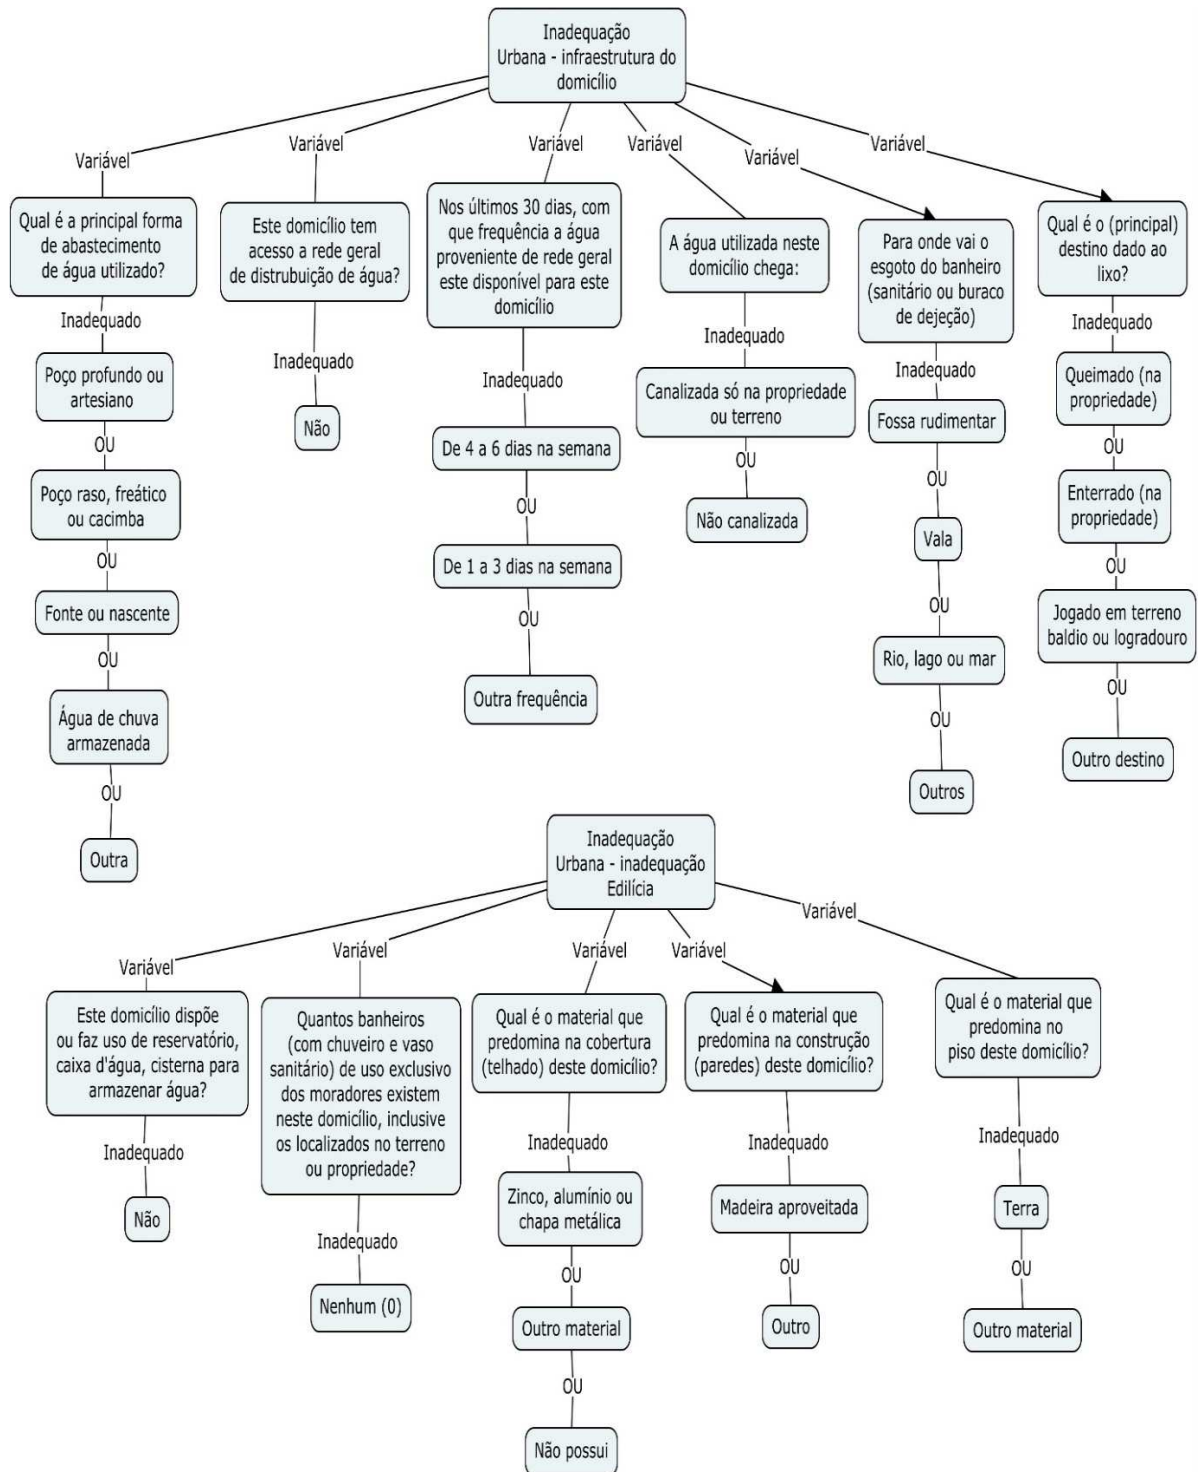 Inadequação
Urbana - infraestrutura do
domicílio
Variável
Variável
Variável
Variável
Variável
Variável
Qual é a principal forma
de abastecimento
de água utilizado?
Inadequado
Poço profundo ou
artesiano
OU
Poço raso, freático
ou cacimba
OU
Fonte ou nascente
OU
Água de chuva
armazenada
OU
Outra
Este domicílio tem
acesso a rede geral
de distrubuição de água?
Inadequado
Não
Nos últimos 30 dias, com
que frequência a água
proveniente de rede geral
este disponível para este
domicílio
Inadequado
De 4 a 6 dias na semana
OU
De 1 a 3 dias na semana
OU
Outra frequência
A água utilizada neste
domicílio chega:
Inadequado
Canalizada só na propriedade
ou terreno
OU
Não canalizada
Para onde vai o
esgoto do banheiro
(sanitário ou buraco
de dejeção)
Inadequado
Fossa rudimentar
OU
Vala
OU
Rio, lago ou mar
OU
Outros
Qual é o (principal)
destino dado ao
lixo?
Inadequado
Queimado (na
propriedade)
OU
Enterrado (na
propriedade)
OU
Jogado em terreno
baldio ou logradouro
OU
Outro destino
Inadequação
Urbana - inadequação
Edilícia
Variável
Variável
Variável
Variável
Variável
Este domicílio dispõe
ou faz uso de reservatório,
caixa d'água, cisterna para
armazenar água?
Inadequado
Não
Quantos banheiros
(com chuveiro e vaso
sanitário) de uso exclusivo
dos moradores existem
neste domicílio, inclusive
os localizados no terreno
ou propriedade?
Inadequado
Nenhum (0)
Qual é o material que
predomina na cobertura
(telhado) deste domicílio?
Inadequado
Zinco, alumínio ou
chapa metálica
OU
Outro material
OU
Não possui
Qual é o material que
predomina na construção
(paredes) deste domicílio?
Inadequado
Madeira aproveitada
OU
Outro
Qual é o material que
predomina no
piso deste domicílio?
Inadequado
Terra
OU
Outro material